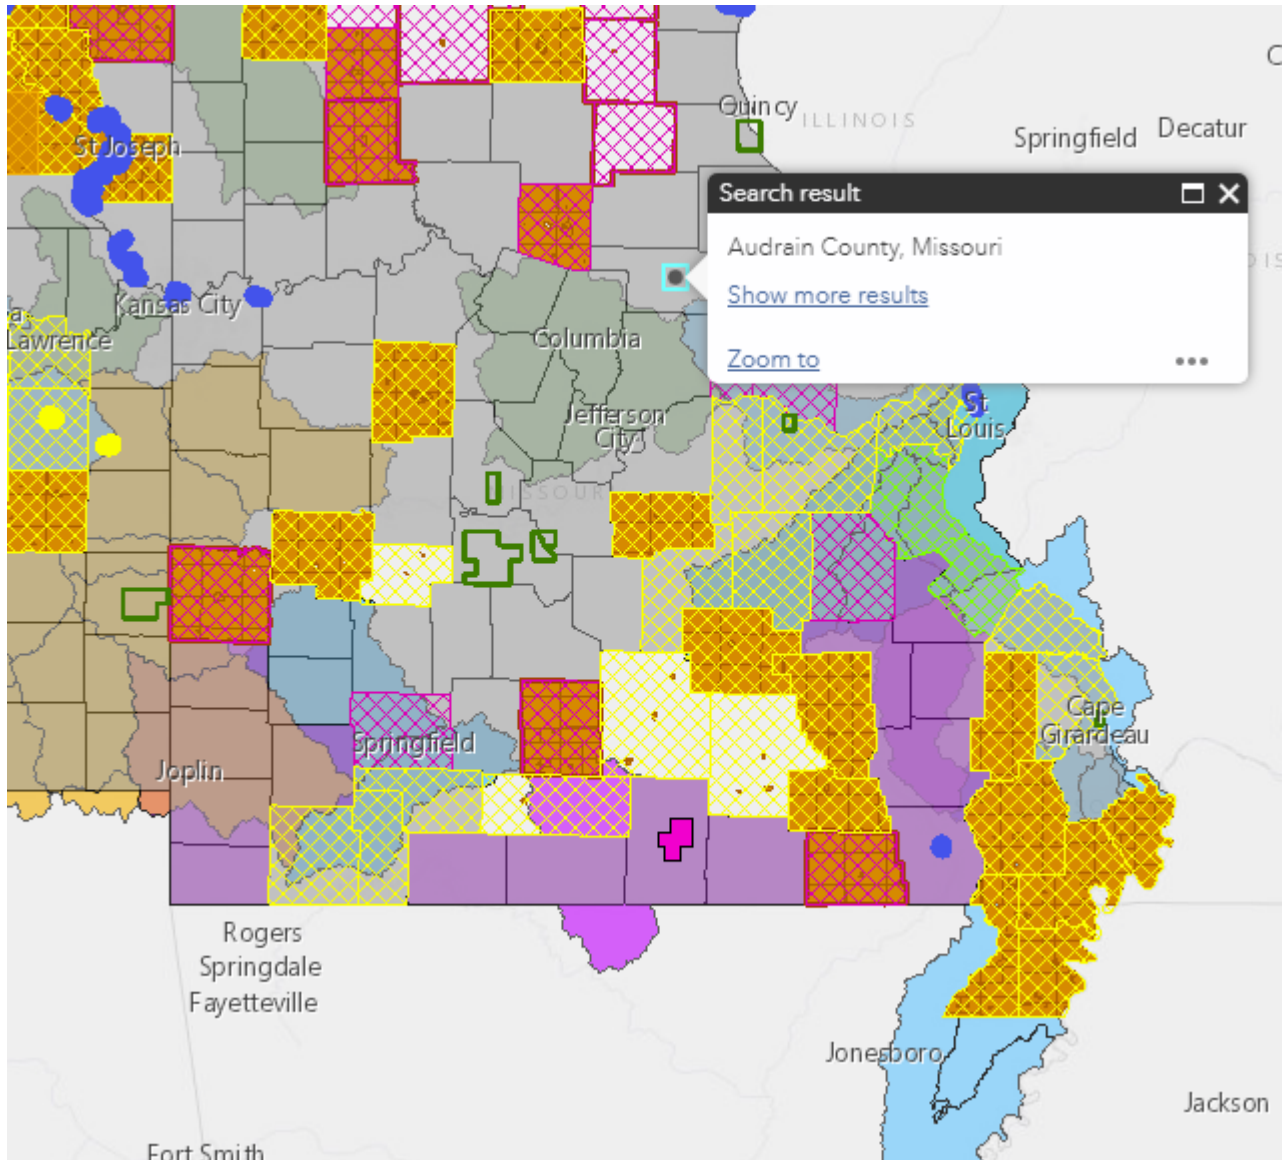 Quincy
ILLINOIS
Springfield
Decatur
St Joseph
Search result
Audrain County, Missouri
Show more results
Zoom to
Kansas City
Lawrence
Columbia
Jefferson
City
St
Louis
MISSOUR
Cape
Girardeau
Springfield
Joplin
Rogers
Springdale
Fayetteville
Jonesboro
Jackson
Fort Smith